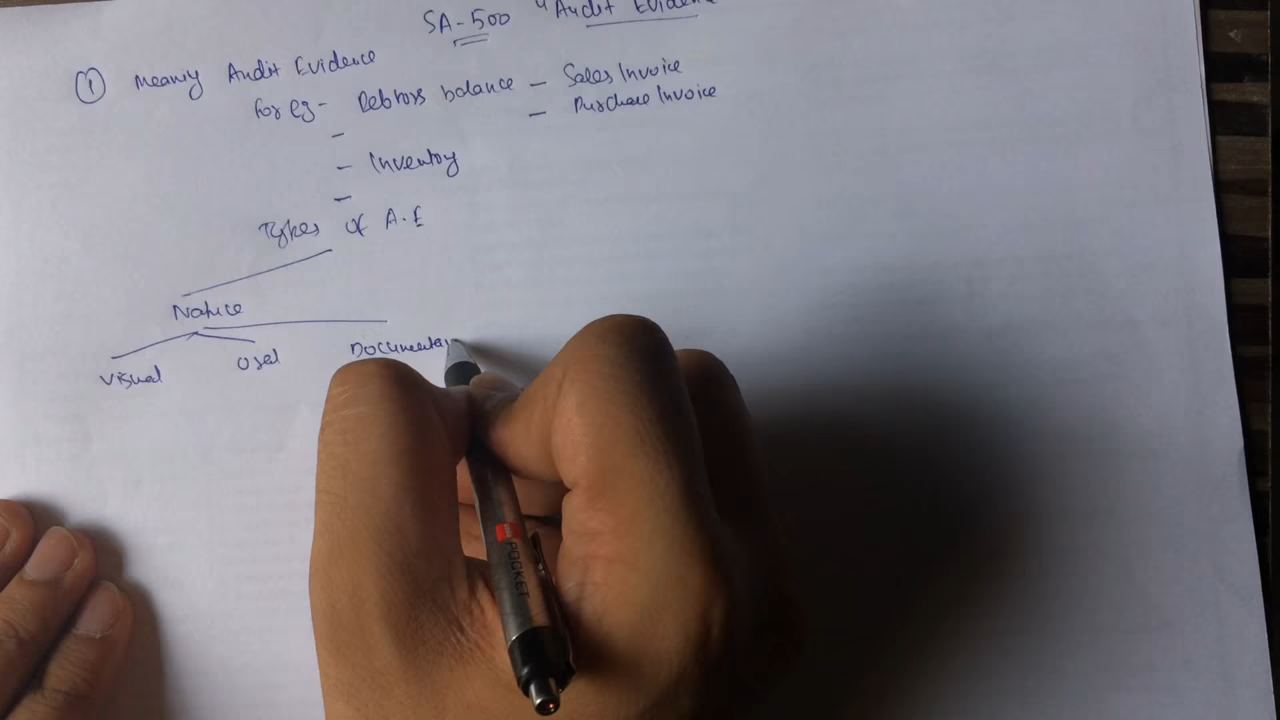 SA-500 "Audit Evidenc
① Meaning Audit Evidence
for eg - Debtors balance - Sales Invoice
- - Purchase Invoice
- Inventory
-
Types of A.E
Nature
Visual Oral Documentary
POCKET